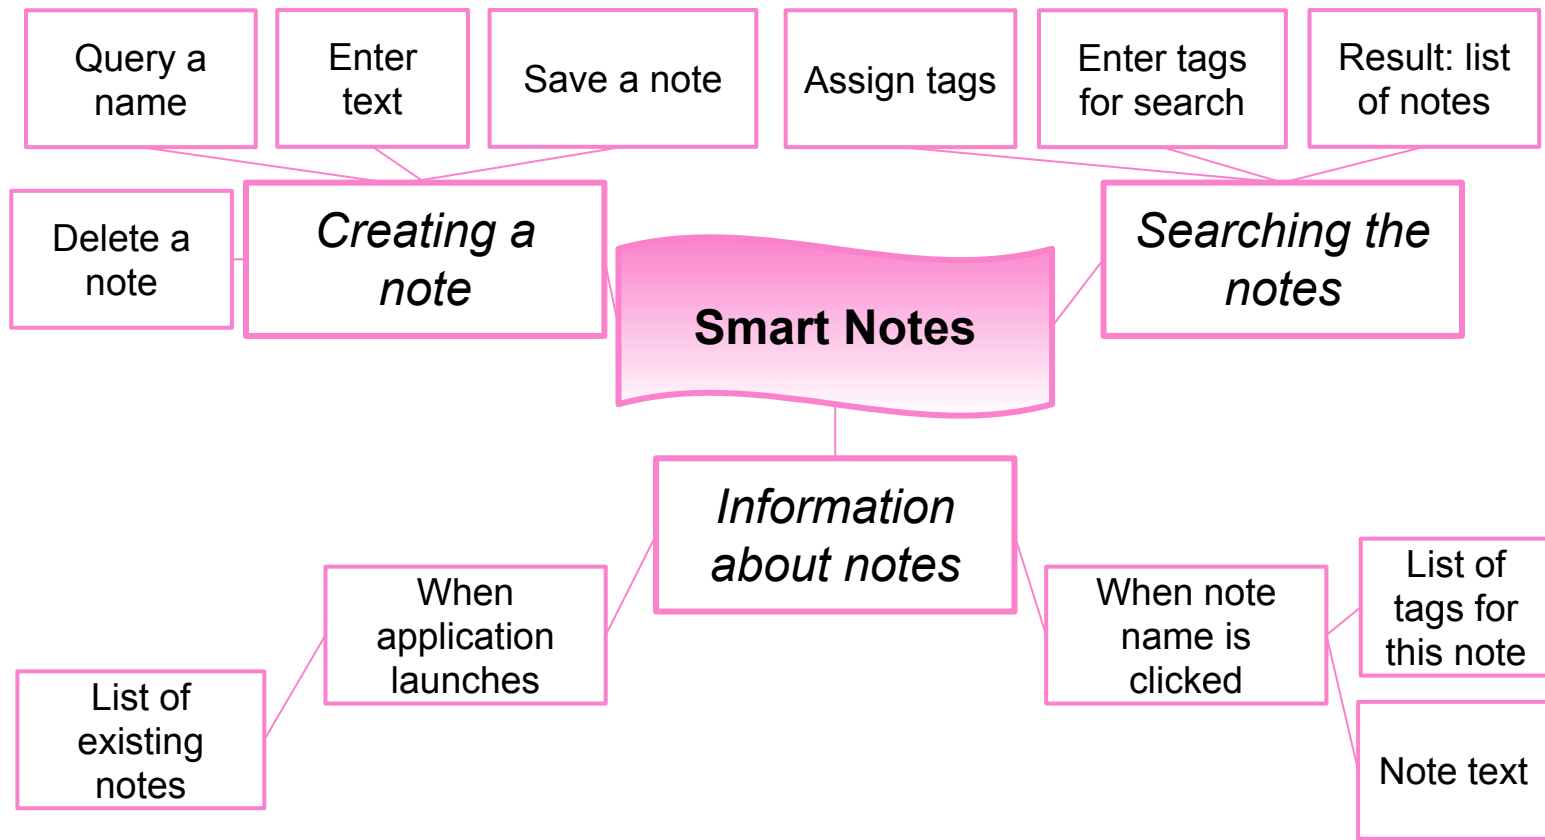 Query a
name
Enter
text
Save a note
Assign tags
Enter tags
for search
Result: list
of notes
Delete a
note
Creating a
note
Smart Notes
Searching the
notes
Information
about notes
When
application
launches
List of
existing
notes
When note
name is
clicked
List of
tags for
this note
Note text